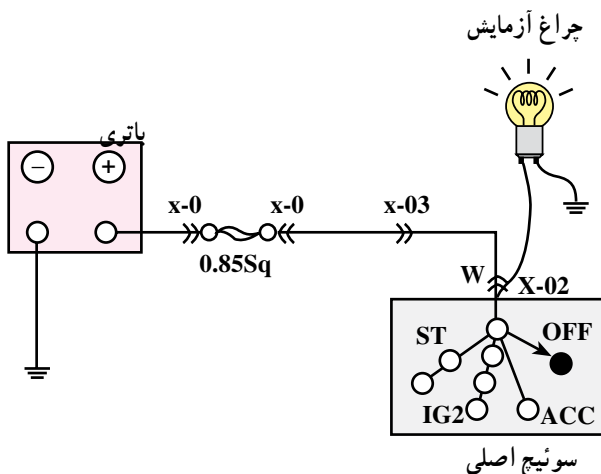 چراغ آزمایش
باتری
− +
x-0 x-0 x-03
0.85Sq
W X-02
ST OFF
IG2 ACC
سوئیچ اصلی